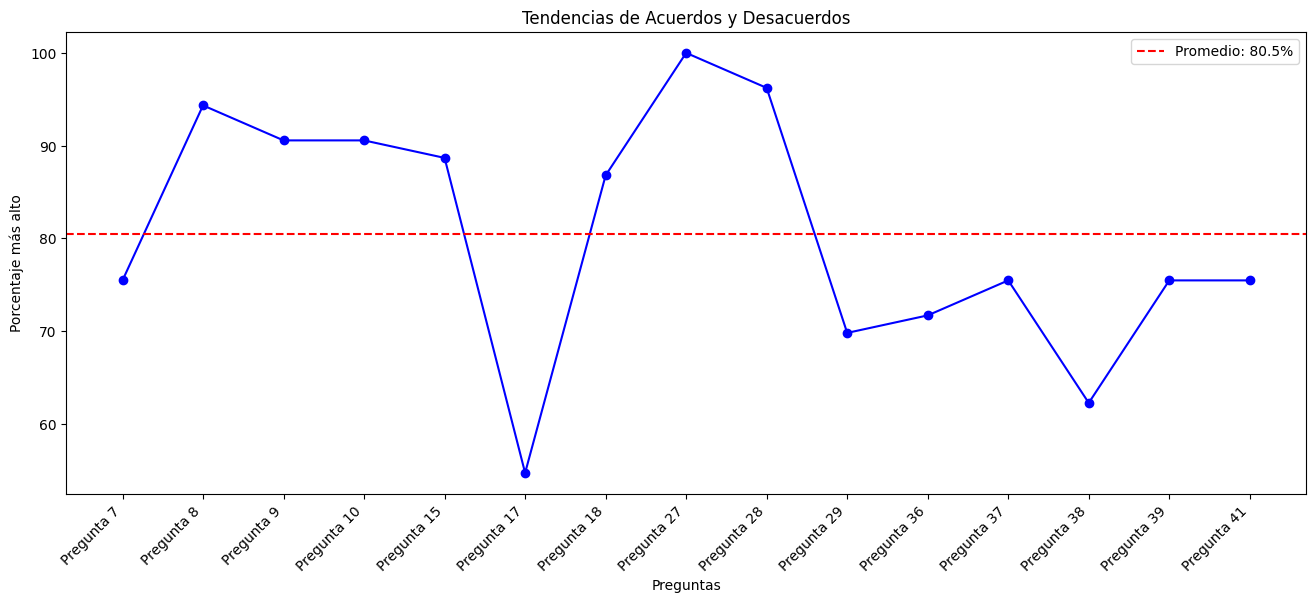 Tendencias de Acuerdos y Desacuerdos
Promedio: 80.5%
Porcentaje más alto
100
90
80
70
60
Pregunta 7
Pregunta 8
Pregunta 9
Pregunta 10
Pregunta 15
Pregunta 17
Pregunta 18
Pregunta 27
Pregunta 28
Pregunta 29
Pregunta 36
Pregunta 37
Pregunta 38
Pregunta 39
Pregunta 41
Preguntas